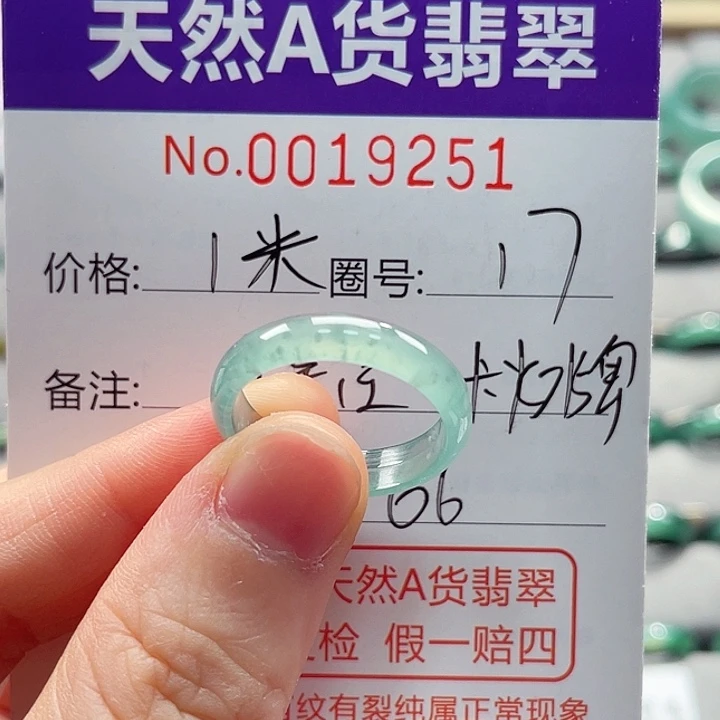 天然A货翡翠
No.0019251
价格: 1米 圈号: 17
备注:
06
天然A货翡翠
检 假一赔四
纹有裂纯属正常现象